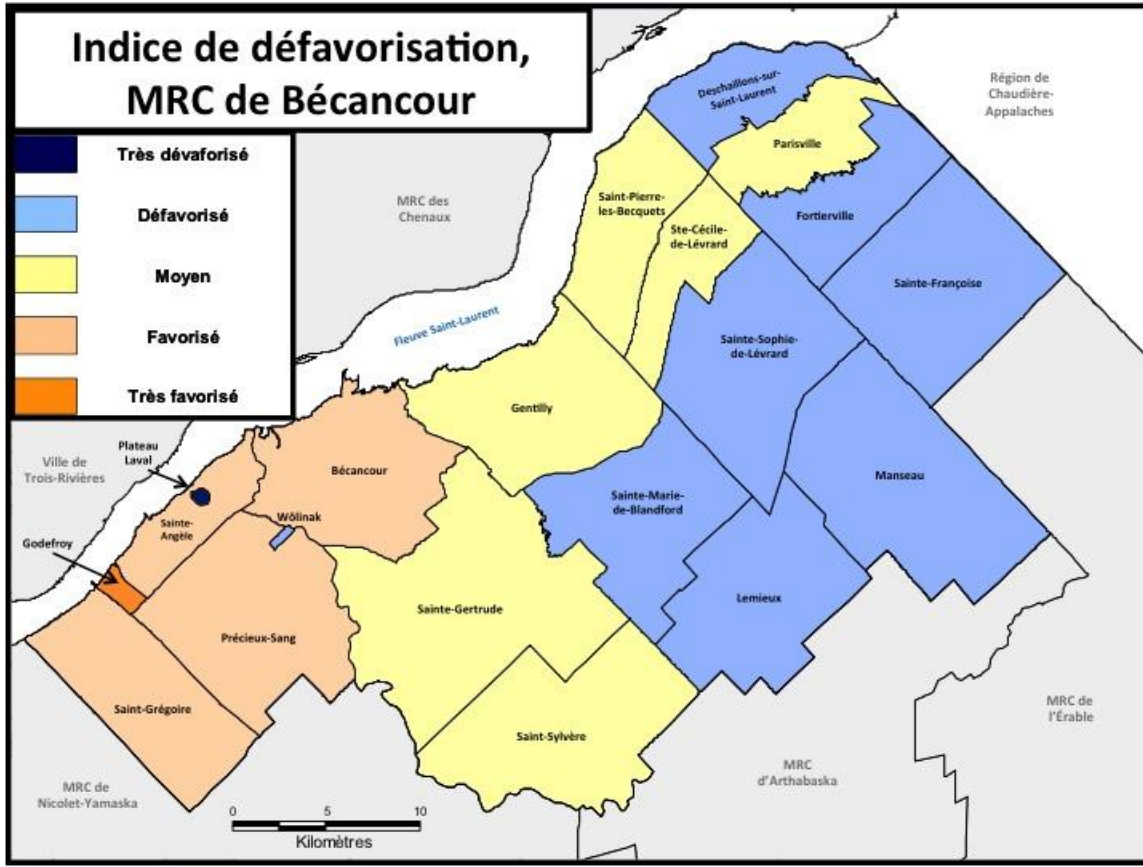 Indice de défavorisation,
MRC de Bécancour
Très dévaforisé
Défavorisé
Moyen
Favorisé
Très favorisé
Région de
Chaudière-
Appalaches
MRC des
Chenaux
Fleuve Saint-Laurent
Deschaillons-sur-
Saint-Laurent
Parisville
Saint-Pierre-
les-Becquets
Ste-Cécile-
de-Lévrard
Fortierville
Sainte-Françoise
Sainte-Sophie-
de-Lévrard
Gentilly
Manseau
Ville de
Trois-Rivières
Plateau
Laval
Bécancour
Sainte-Marie-
de-Blandford
Wôlinak
Sainte-
Angèle
Godefroy
Lemieux
Sainte-Gertrude
Précieux-Sang
Saint-Grégoire
Saint-Sylvère
MRC de
l'Érable
MRC
d'Arthabaska
MRC de
Nicolet-Yamaska
0 5 10
Kilomètres